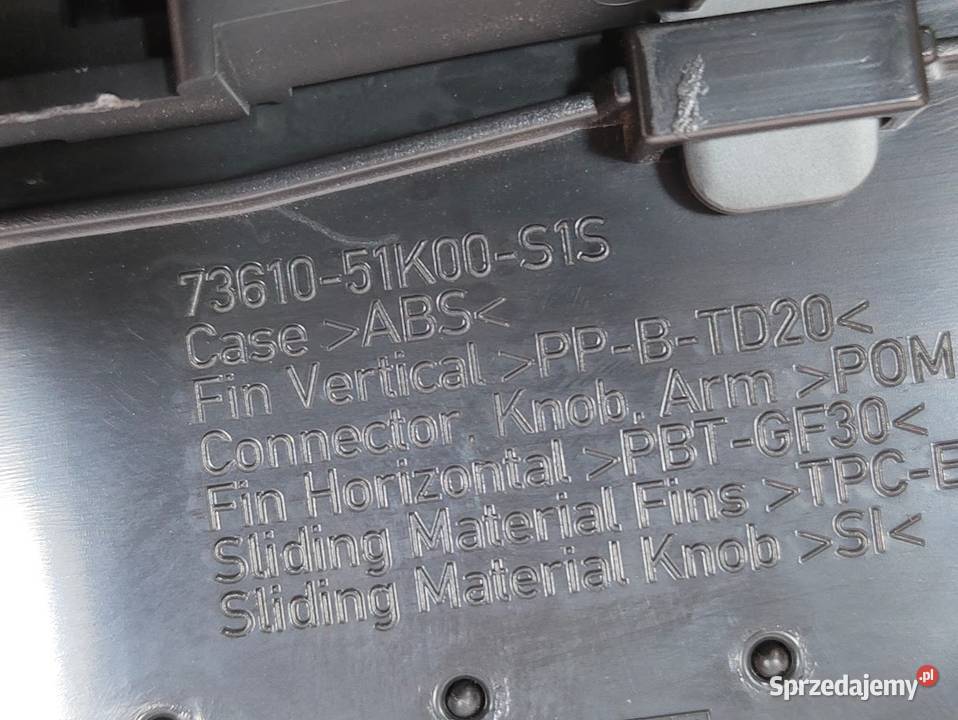 73610-51K00-S1S
Case >ABS<
Fin Vertical >PP-B-TD20<
Connector, Knob, Arm >POM
Fin Horizontal >PBT-GF30<
Sliding Material Fins >TPC-E
Sliding Material Knob >SI<
Sprzedajemy.pl